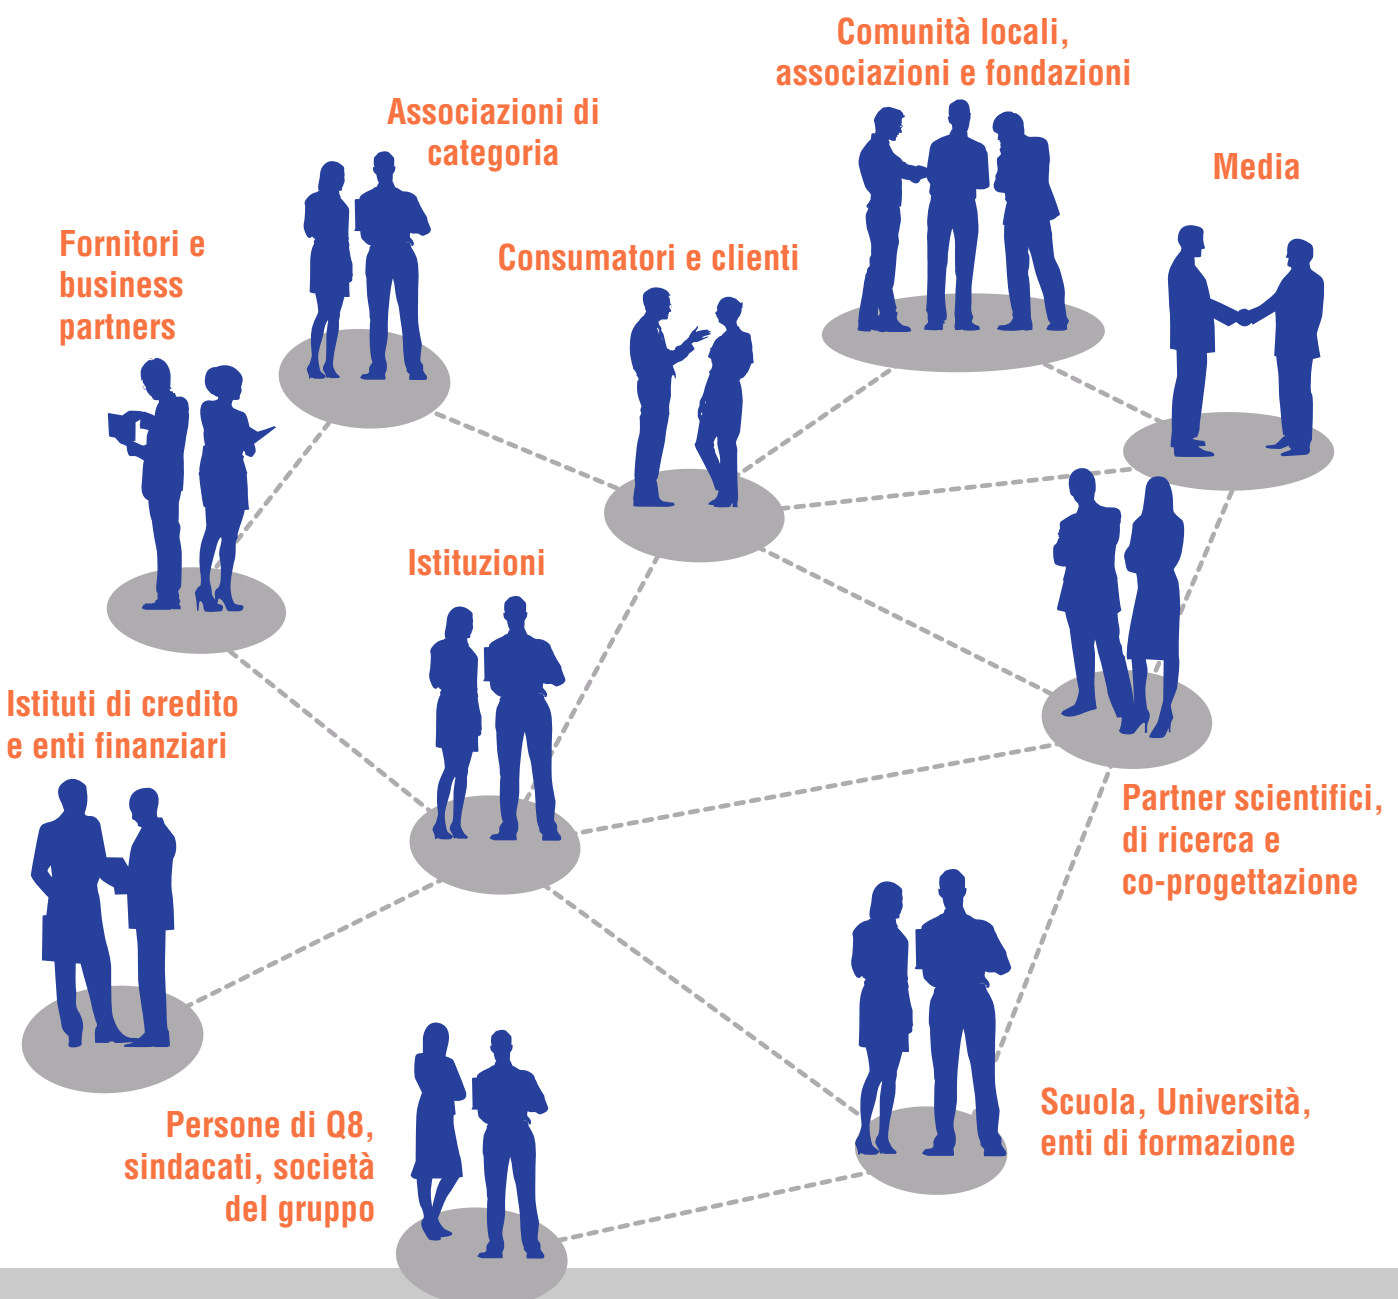 Comunità locali,
associazioni e fondazioni
Associazioni di
categoria
Media
Fornitori e
business
partners
Consumatori e clienti
Istituzioni
Istituti di credito
e enti finanziari
Partner scientifici,
di ricerca e
co-progettazione
Scuola, Università,
enti di formazione
Persone di Q8,
sindacati, società
del gruppo